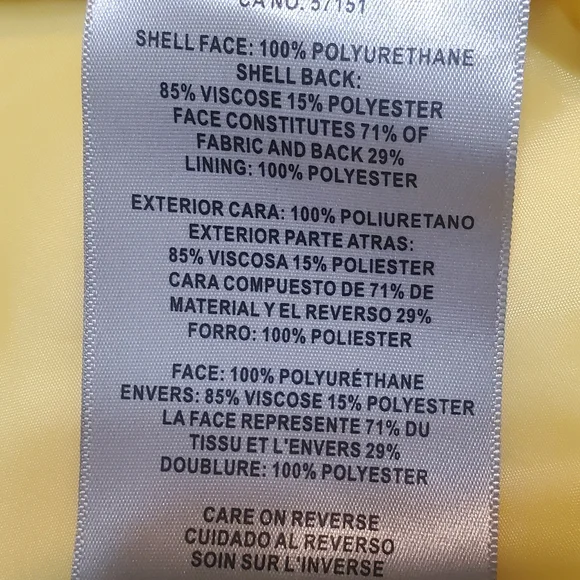 CA NO. 57151
SHELL FACE: 100% POLYURETHANE
SHELL BACK:
85% VISCOSE 15% POLYESTER
FACE CONSTITUTES 71% OF
FABRIC AND BACK 29%
LINING: 100% POLYESTER
EXTERIOR CARA: 100% POLIURETANO
EXTERIOR PARTE ATRAS:
85% VISCOSA 15% POLIESTER
CARA COMPUESTO DE 71% DE
MATERIAL Y EL REVERSO 29%
FORRO: 100% POLIESTER
FACE: 100% POLYURÉTHANE
ENVERS: 85% VISCOSE 15% POLYESTER
LA FACE REPRESENTE 71% DU
TISSU ET L'ENVERS 29%
DOUBLURE: 100% POLYESTER
CARE ON REVERSE
CUIDADO AL REVERSO
SOIN SUR L'INVERSE